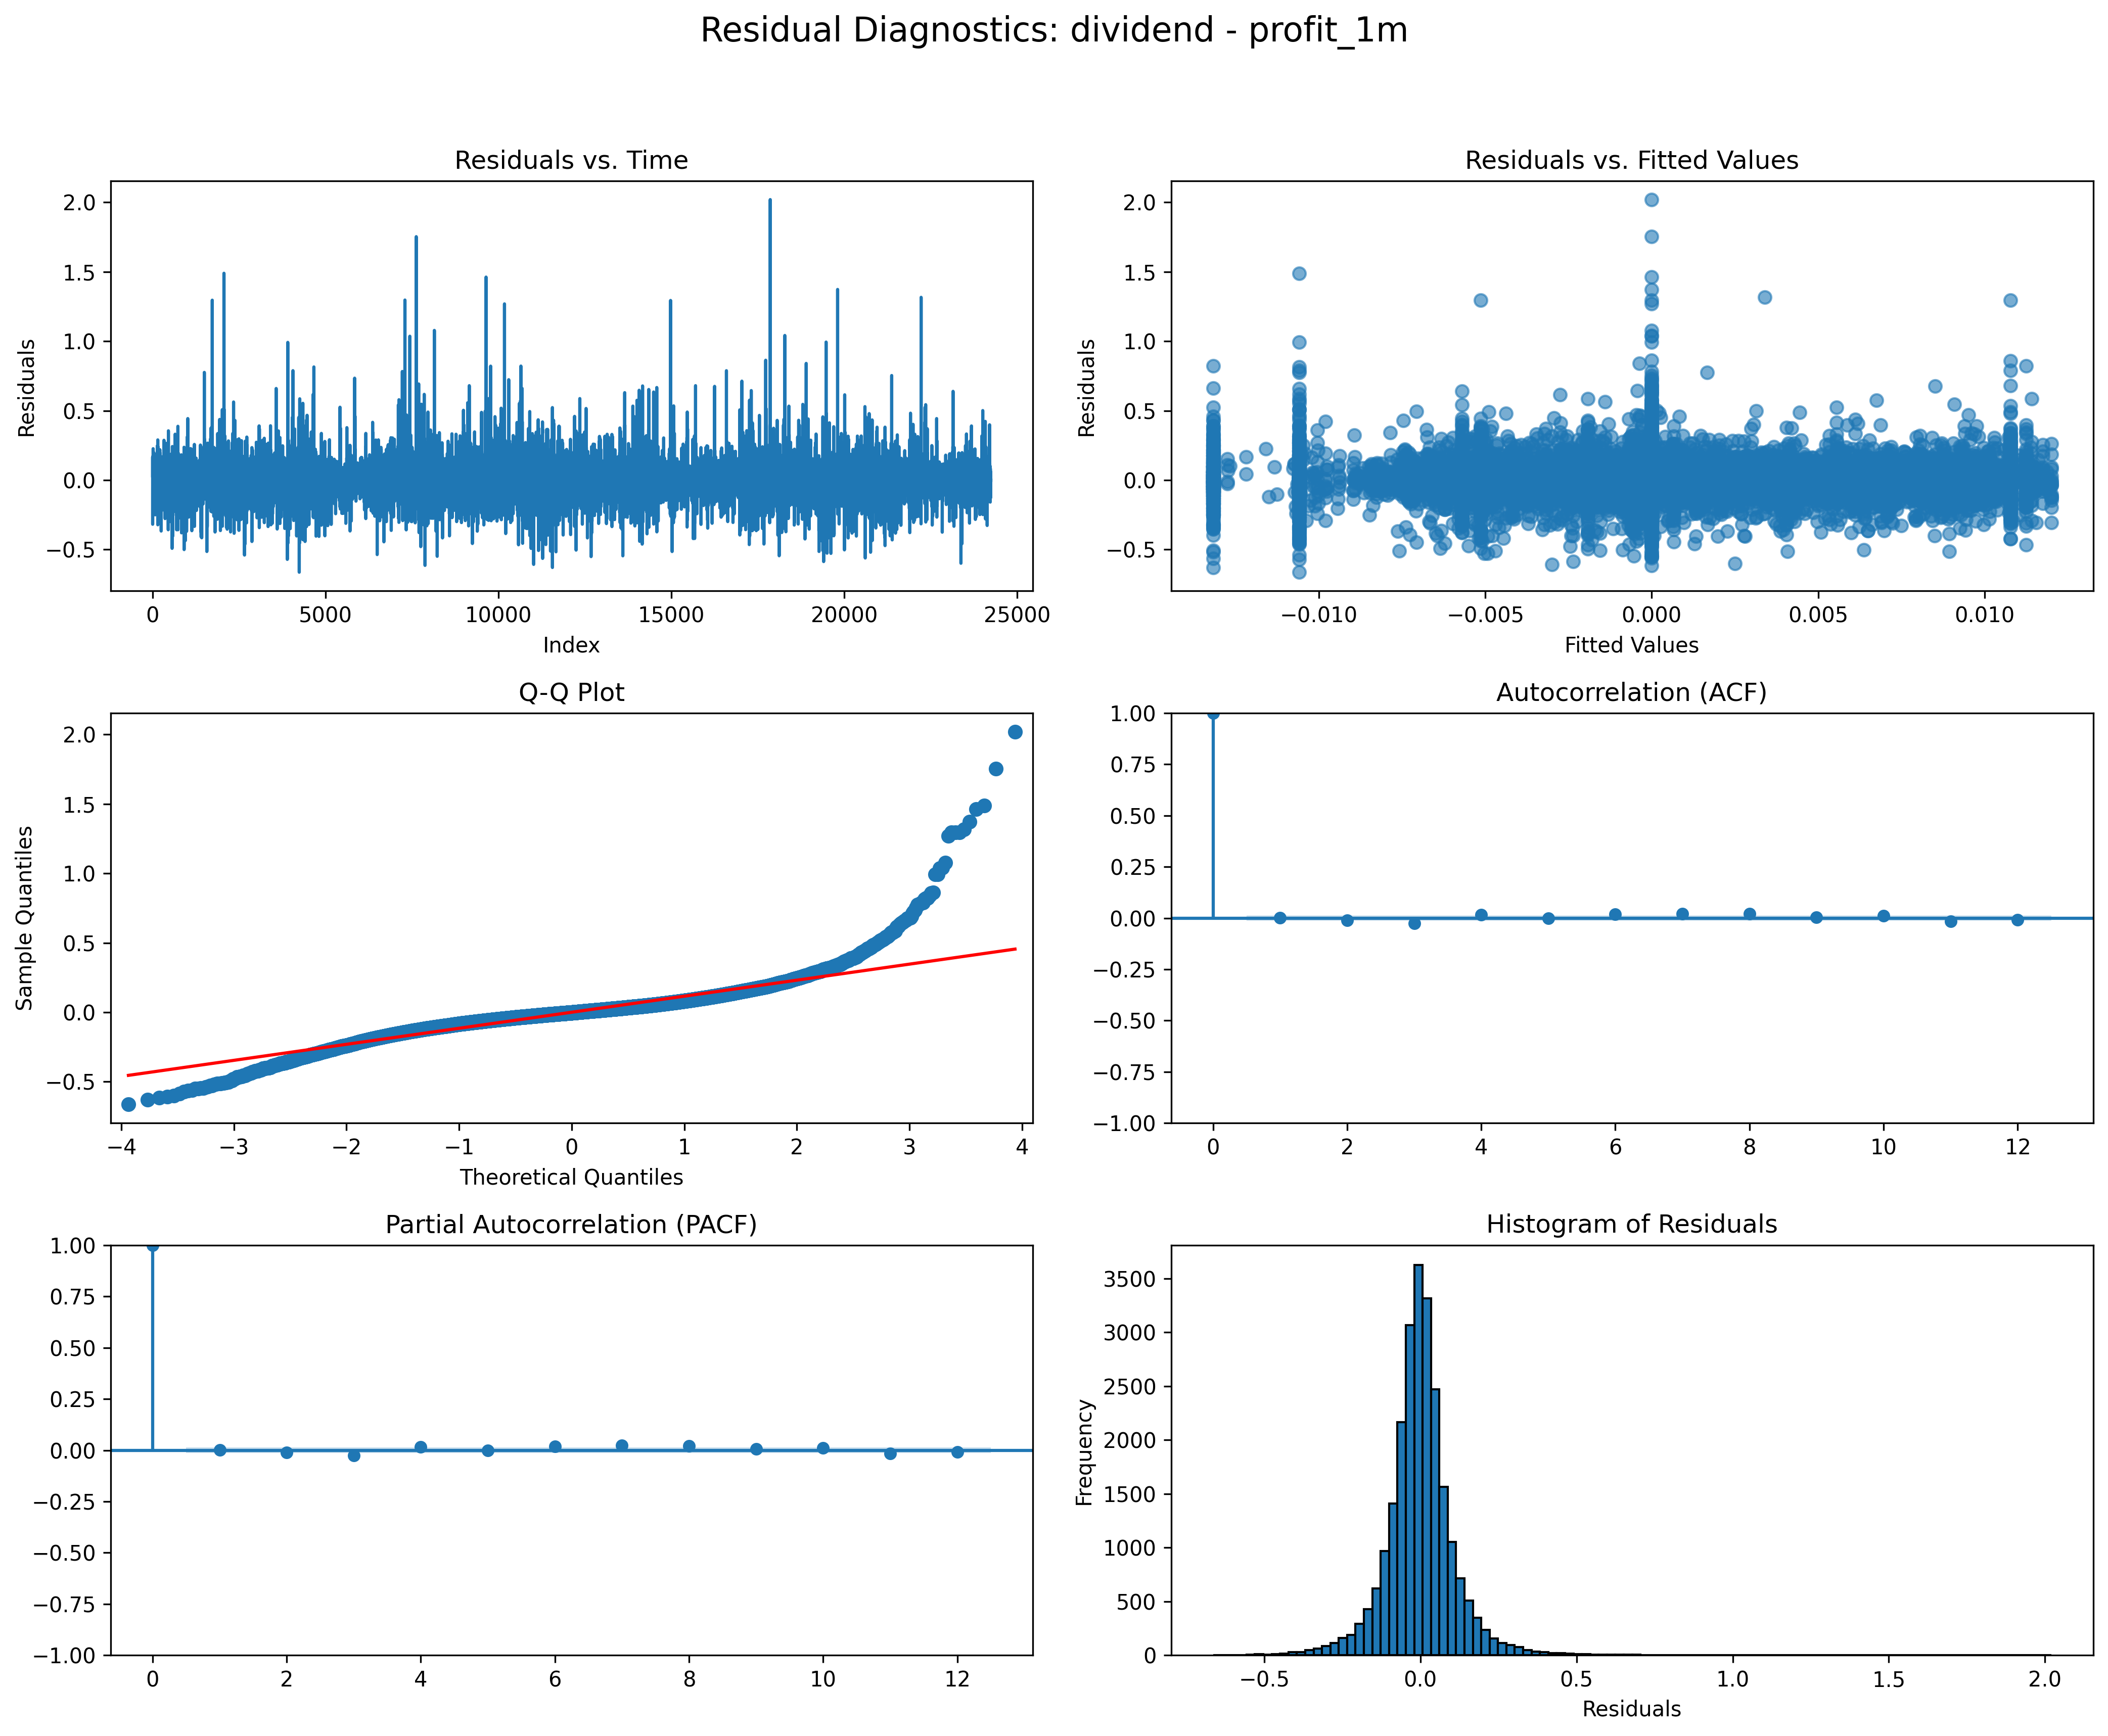 Residual Diagnostics: dividend - profit_1m
Residuals vs. Time
Residuals
2.0
1.5
1.0
0.5
0.0
−0.5
0 5000 10000 15000 20000 25000
Index
Residuals vs. Fitted Values
Residuals
2.0
1.5
1.0
0.5
0.0
−0.5
−0.010 −0.005 0.000 0.005 0.010
Fitted Values
Q-Q Plot
Sample Quantiles
2.0
1.5
1.0
0.5
0.0
−0.5
−4 −3 −2 −1 0 1 2 3 4
Theoretical Quantiles
Autocorrelation (ACF)
1.00
0.75
0.50
0.25
0.00
−0.25
−0.50
−0.75
−1.00
0 2 4 6 8 10 12
Partial Autocorrelation (PACF)
1.00
0.75
0.50
0.25
0.00
−0.25
−0.50
−0.75
−1.00
0 2 4 6 8 10 12
Histogram of Residuals
Frequency
3500
3000
2500
2000
1500
1000
500
0
−0.5 0.0 0.5 1.0 1.5 2.0
Residuals